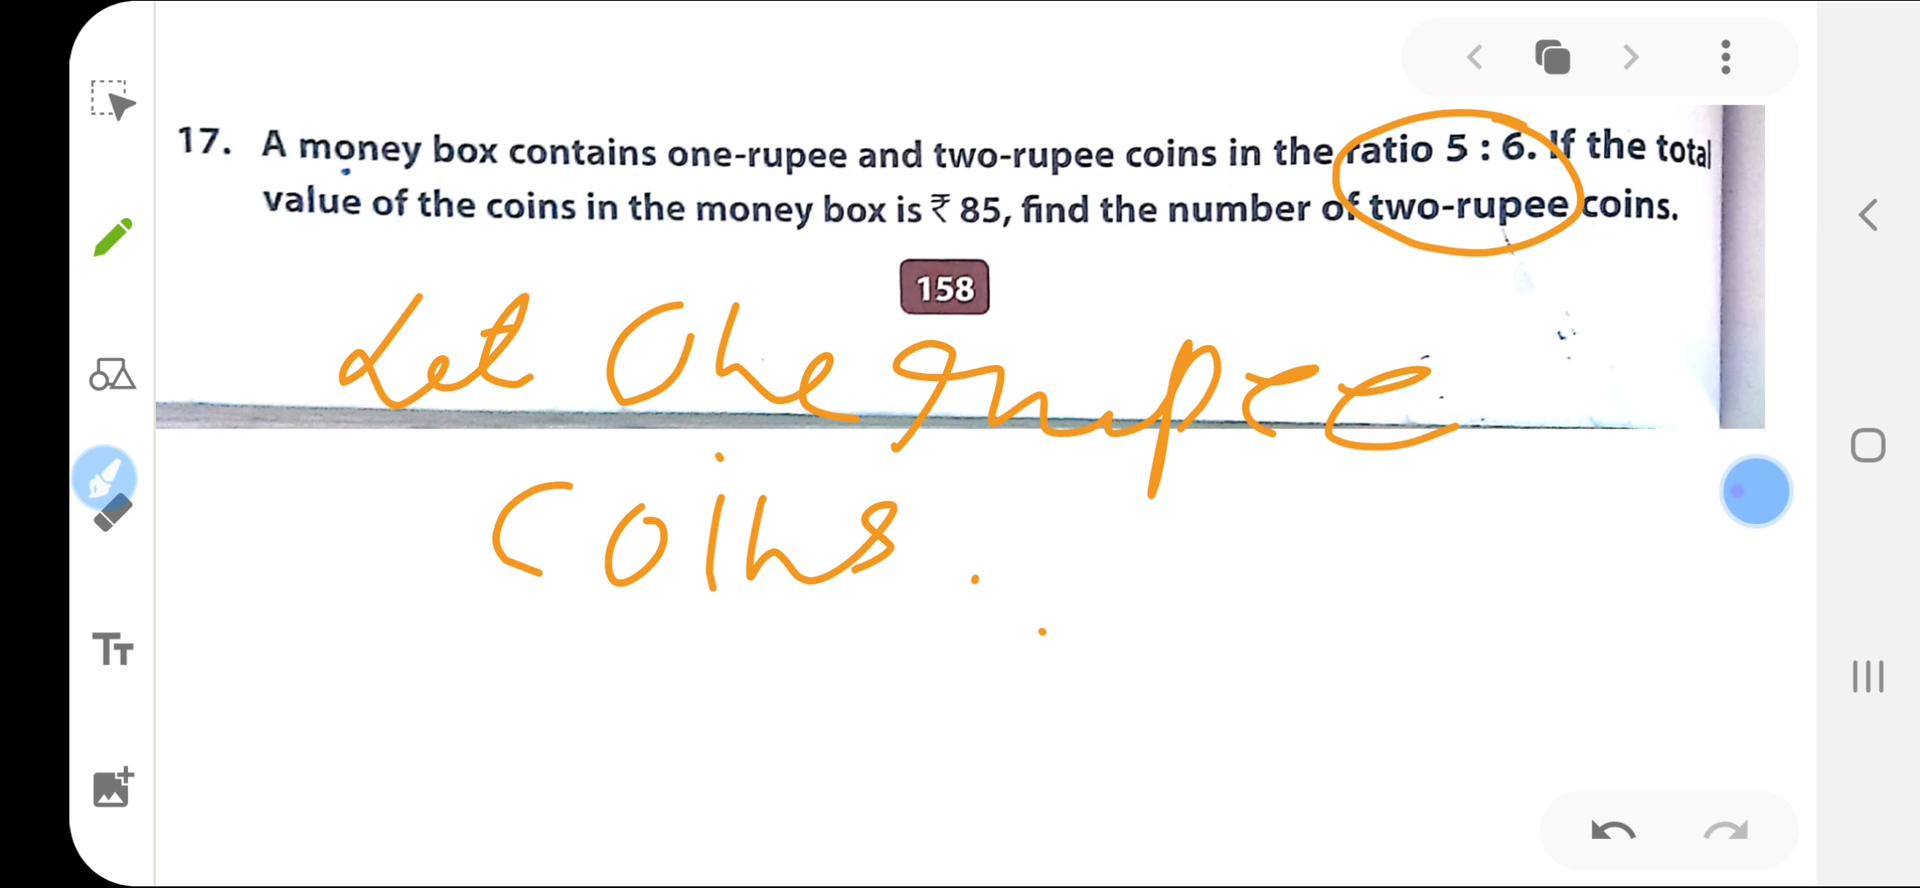 17. A money box contains one-rupee and two-rupee coins in the ratio 5 : 6. If the total
value of the coins in the money box is ₹ 85, find the number of two-rupee coins.
158
Let One rupee
coins.
TT